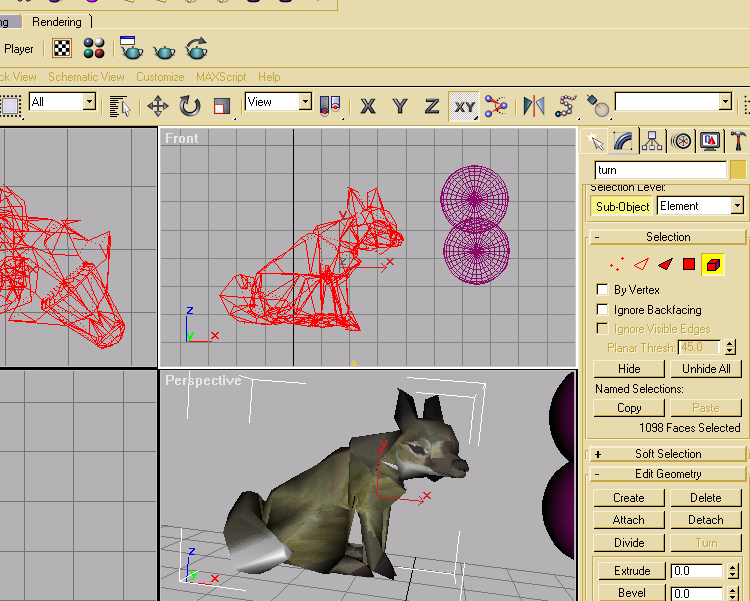 ng Rendering
Player
ck View Schematic View Customize MAXScript Help
All View X Y Z XY
Front
turn
Selection Level:
Sub-Object Element
- Selection
By Vertex
Ignore Backfacing
Ignore Visible Edges
Planar Thresh: 45.0
Hide Unhide All
Named Selections:
Copy Paste
1098 Faces Selected
+ Soft Selection
- Edit Geometry
Create Delete
Attach Detach
Divide Turn
Extrude 0.0
Bevel 0.0
y
z
x
z
y x
Perspective
y
x
z
y x